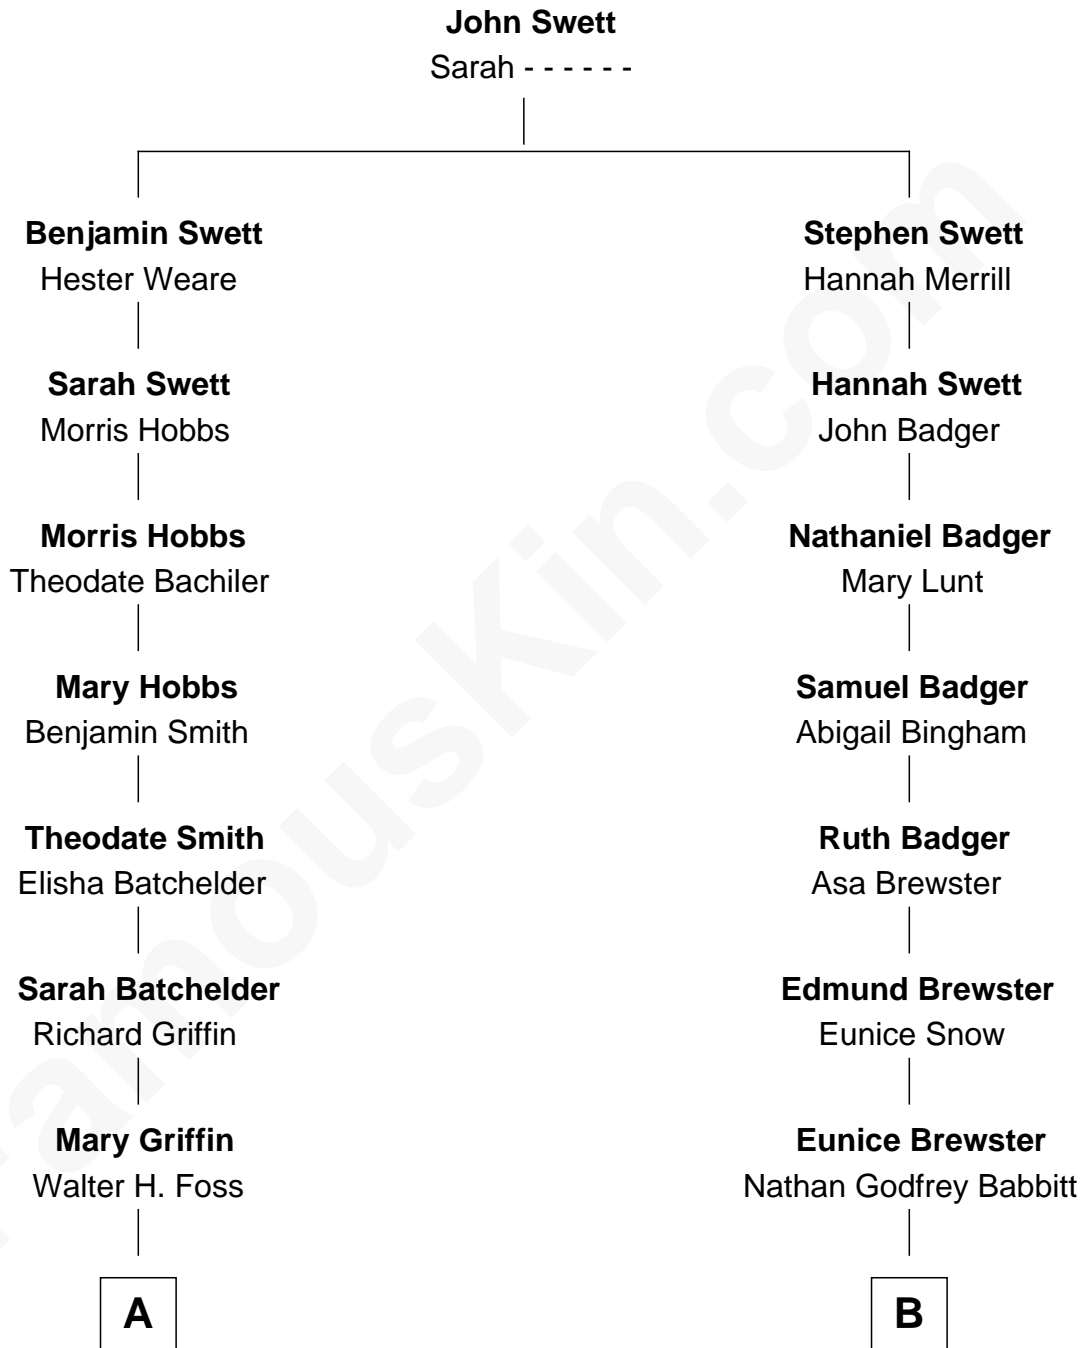 John Swett
Sarah - - - - - -
Benjamin Swett
Hester Weare
Stephen Swett
Hannah Merrill
Sarah Swett
Morris Hobbs
Hannah Swett
John Badger
Morris Hobbs
Theodate Bachiler
Nathaniel Badger
Mary Lunt
Mary Hobbs
Benjamin Smith
Samuel Badger
Abigail Bingham
Theodate Smith
Elisha Batchelder
Ruth Badger
Asa Brewster
Sarah Batchelder
Richard Griffin
Edmund Brewster
Eunice Snow
Mary Griffin
Walter H. Foss
Eunice Brewster
Nathan Godfrey Babbitt
A
B
FamousKin.com